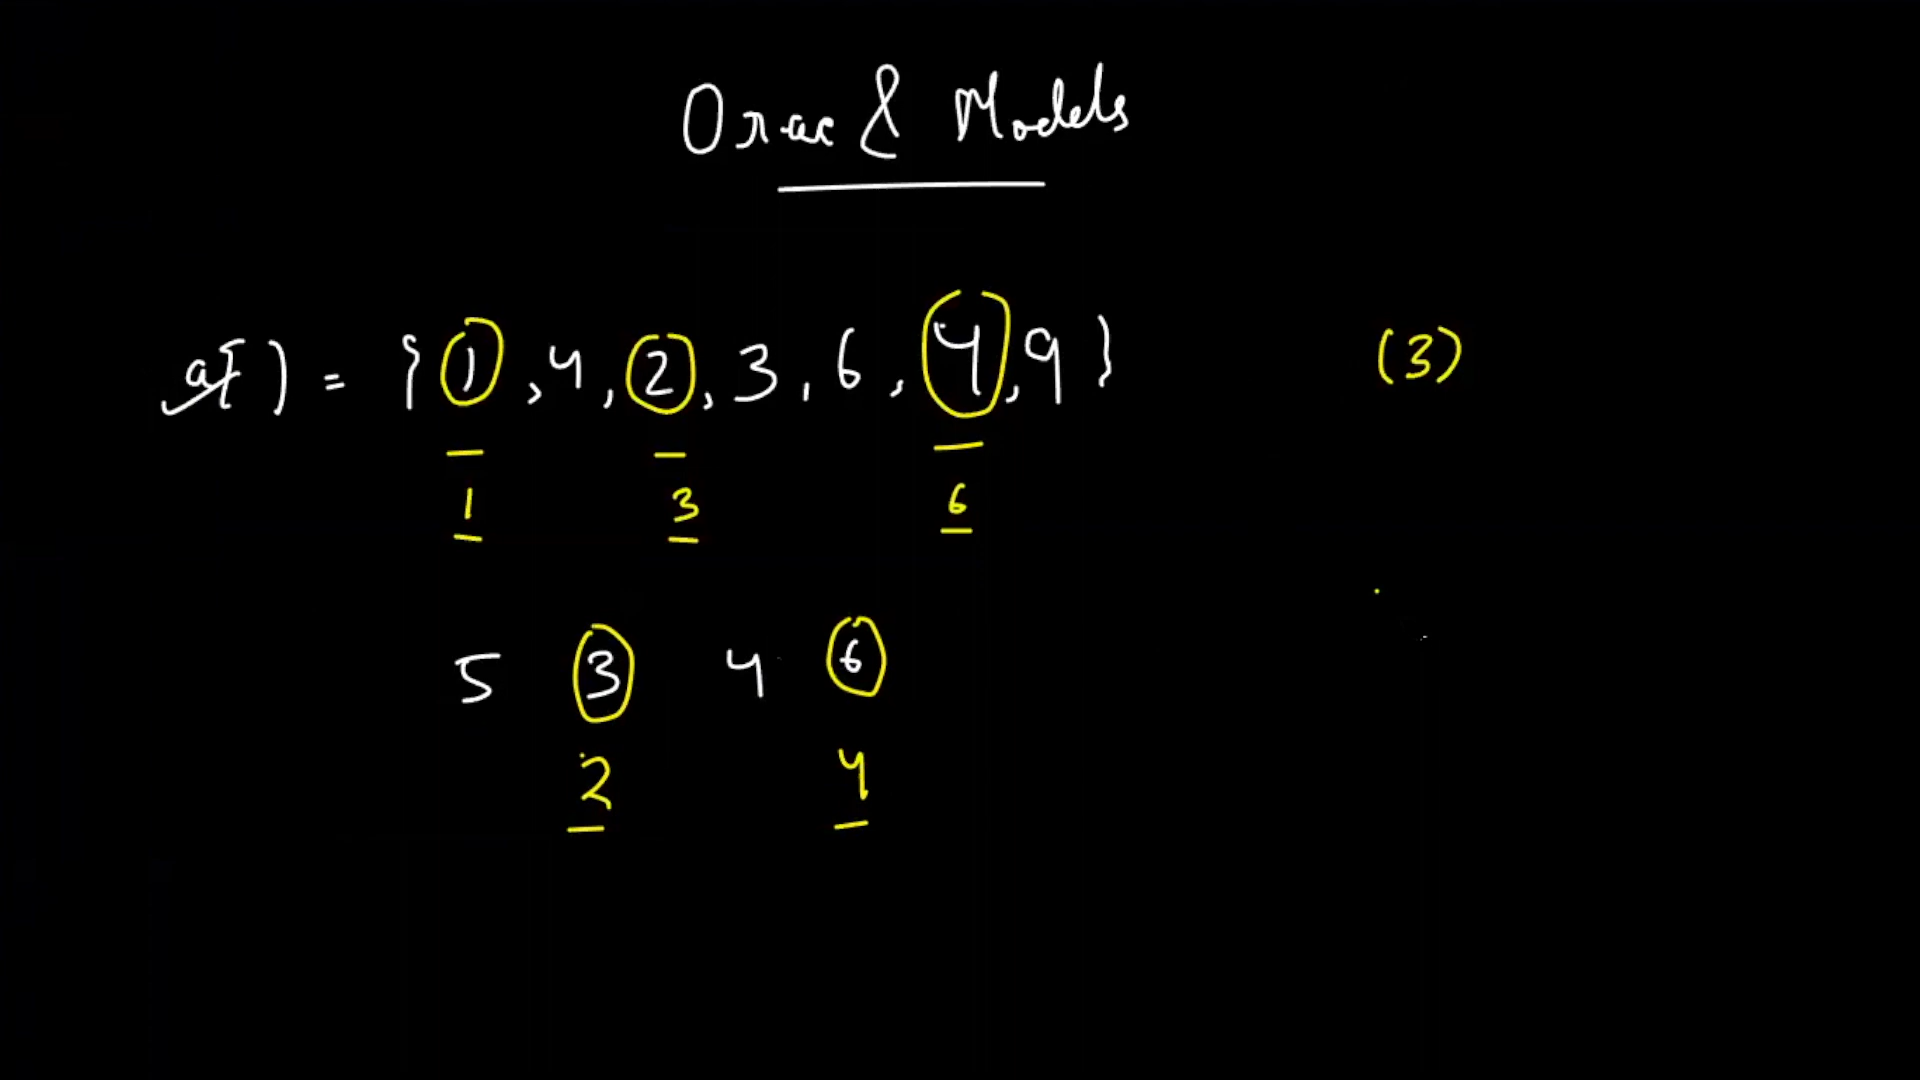 Orac & Models
a[] = {1, 4, 2, 3, 6, 4, 9} (3)
1 3 6
5 3 4 6
2 4